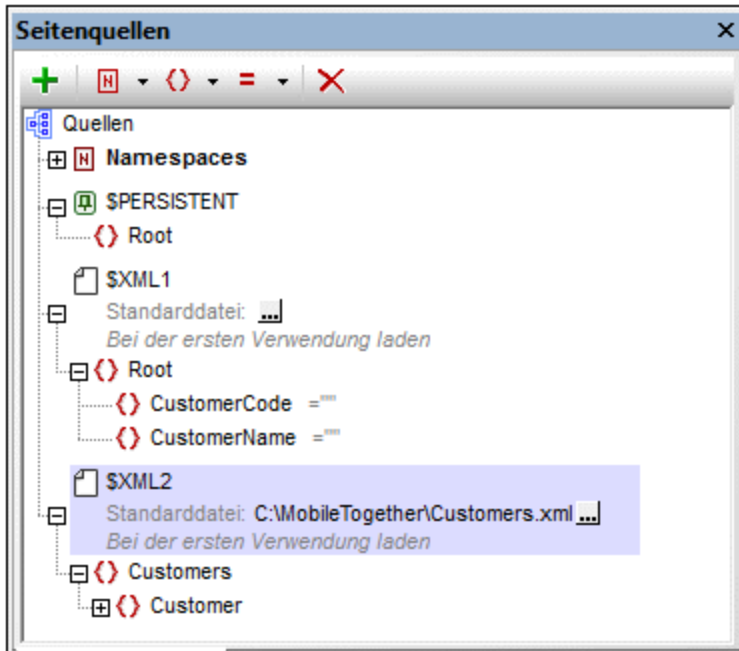 Seitenquellen
Quellen
Namespaces
$PERSISTENT
Root
$XML1
Standarddatei: ...
Bei der ersten Verwendung laden
Root
CustomerCode =""
CustomerName =""
$XML2
Standarddatei: C:\MobileTogether\Customers.xml ...
Bei der ersten Verwendung laden
Customers
Customer